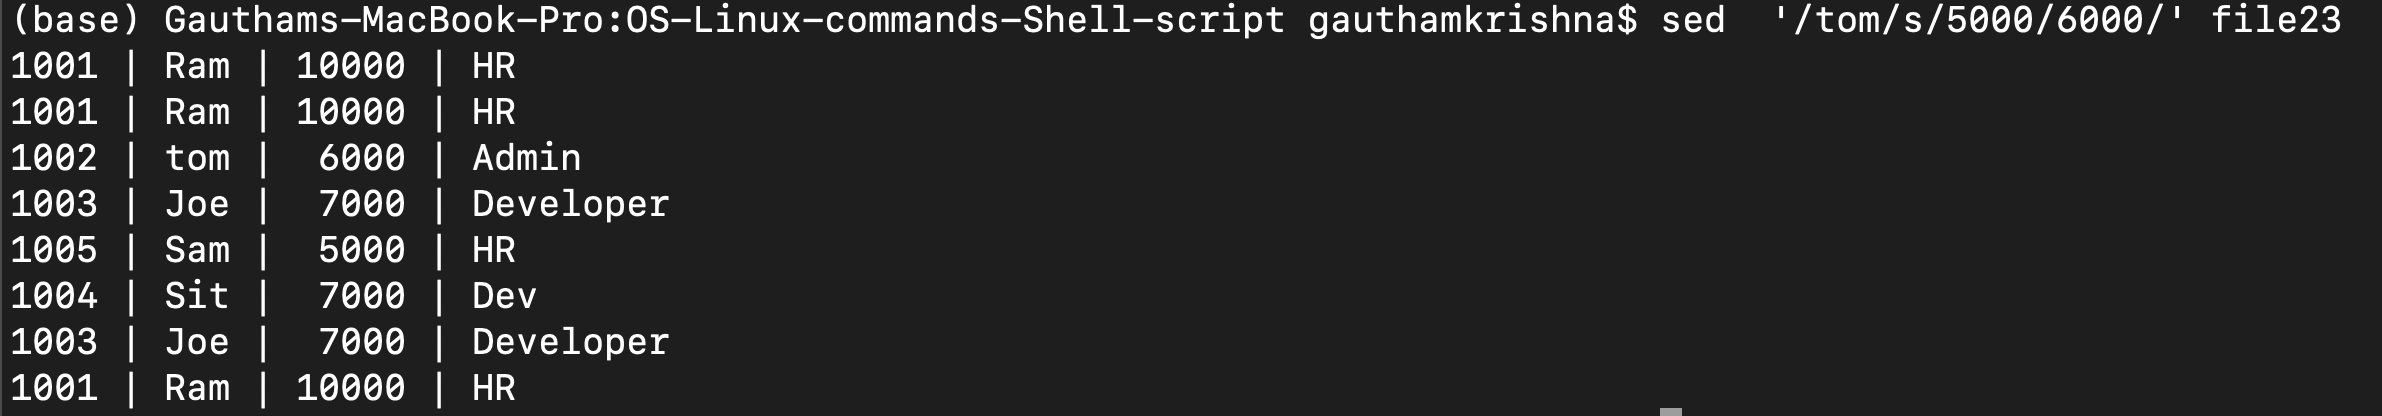 (base) Gauthams-MacBook-Pro:OS-Linux-commands-Shell-script gauthamkrishna$ sed  '/tom/s/5000/6000/' file23
1001 | Ram | 10000 | HR
1001 | Ram | 10000 | HR
1002 | tom |  6000 | Admin
1003 | Joe |  7000 | Developer
1005 | Sam |  5000 | HR
1004 | Sit |  7000 | Dev
1003 | Joe |  7000 | Developer
1001 | Ram | 10000 | HR